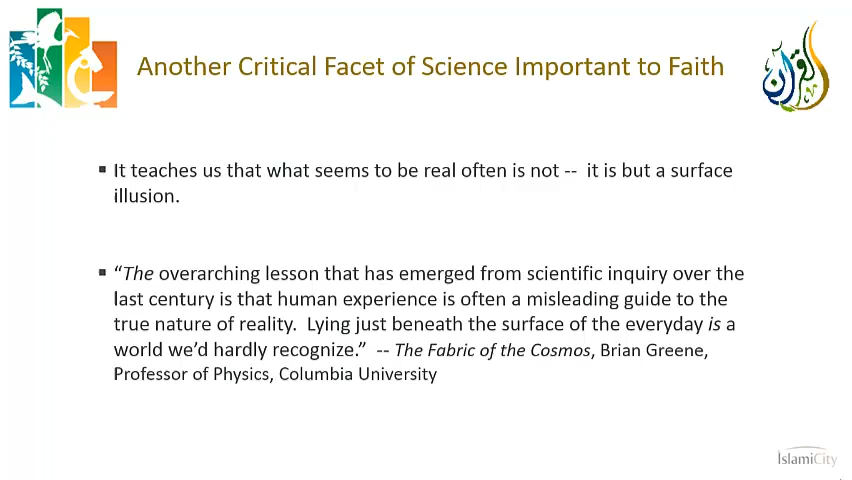 Another Critical Facet of Science Important to Faith
القرآن
▪ It teaches us that what seems to be real often is not -- it is but a surface
illusion.
▪ “The overarching lesson that has emerged from scientific inquiry over the
last century is that human experience is often a misleading guide to the
true nature of reality. Lying just beneath the surface of the everyday is a
world we’d hardly recognize.” -- The Fabric of the Cosmos, Brian Greene,
Professor of Physics, Columbia University
IslamiCity